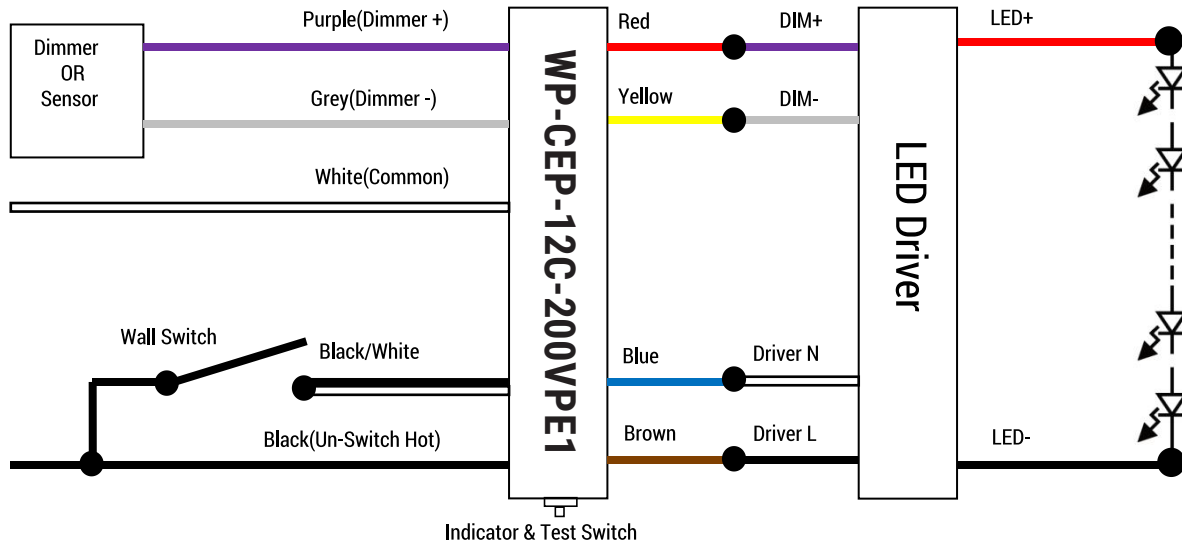 Purple(Dimmer +)
Dimmer
OR
Sensor
Grey(Dimmer -)
White(Common)
Wall Switch
Black/White
Black(Un-Switch Hot)
WP-CEP-12C-200VPE1
Indicator & Test Switch
Red
DIM+
Yellow
DIM-
Blue
Driver N
Brown
Driver L
LED Driver
LED+
LED-